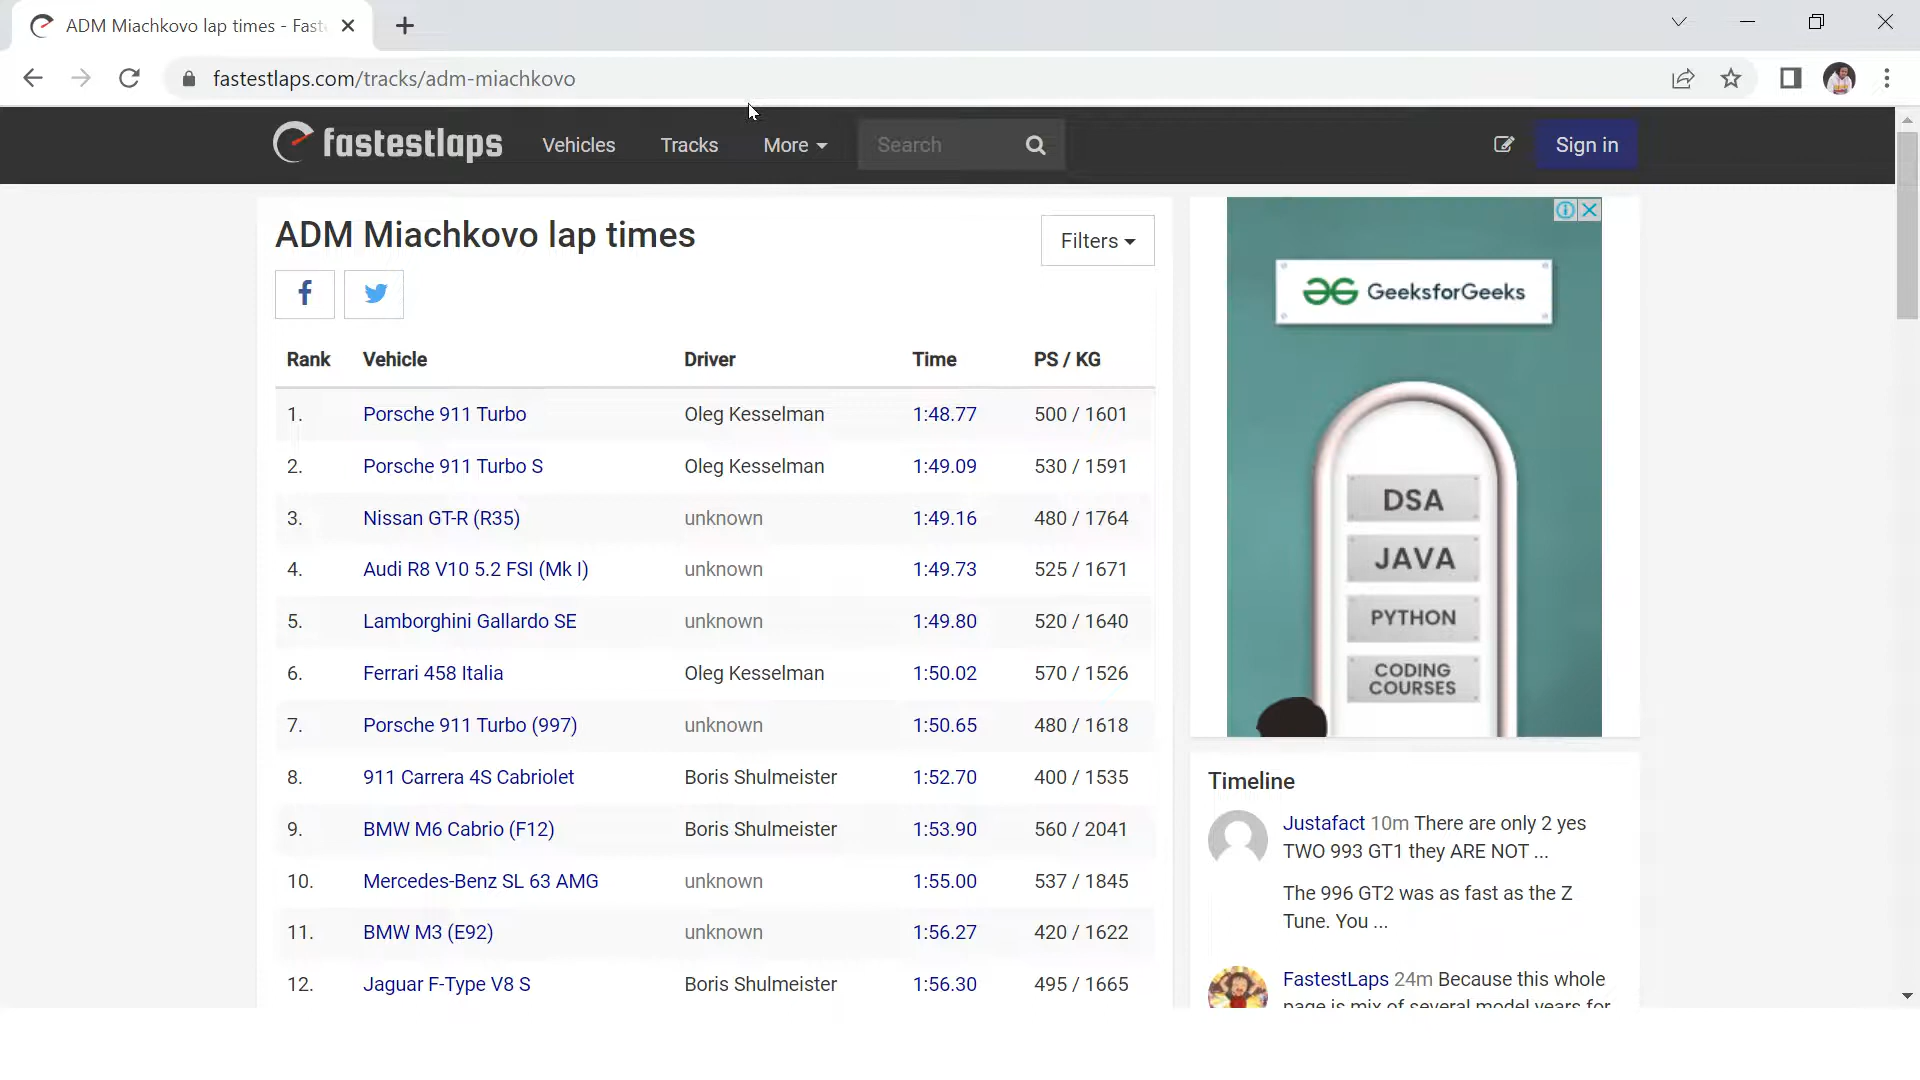 ADM Miachkovo lap times - Fast
fastestlaps.com/tracks/adm-miachkovo
fastestlaps Vehicles Tracks More Search Sign in
ADM Miachkovo lap times
Filters
Rank Vehicle Driver Time PS / KG
1. Porsche 911 Turbo Oleg Kesselman 1:48.77 500 / 1601
2. Porsche 911 Turbo S Oleg Kesselman 1:49.09 530 / 1591
3. Nissan GT-R (R35) unknown 1:49.16 480 / 1764
4. Audi R8 V10 5.2 FSI (Mk I) unknown 1:49.73 525 / 1671
5. Lamborghini Gallardo SE unknown 1:49.80 520 / 1640
6. Ferrari 458 Italia Oleg Kesselman 1:50.02 570 / 1526
7. Porsche 911 Turbo (997) unknown 1:50.65 480 / 1618
8. 911 Carrera 4S Cabriolet Boris Shulmeister 1:52.70 400 / 1535
9. BMW M6 Cabrio (F12) Boris Shulmeister 1:53.90 560 / 2041
10. Mercedes-Benz SL 63 AMG unknown 1:55.00 537 / 1845
11. BMW M3 (E92) unknown 1:56.27 420 / 1622
12. Jaguar F-Type V8 S Boris Shulmeister 1:56.30 495 / 1665
GeeksforGeeks
DSA
JAVA
PYTHON
CODING
COURSES
Timeline
Justafact 10m There are only 2 yes
TWO 993 GT1 they ARE NOT ...
The 996 GT2 was as fast as the Z
Tune. You ...
FastestLaps 24m Because this whole
page is mix of several model years for